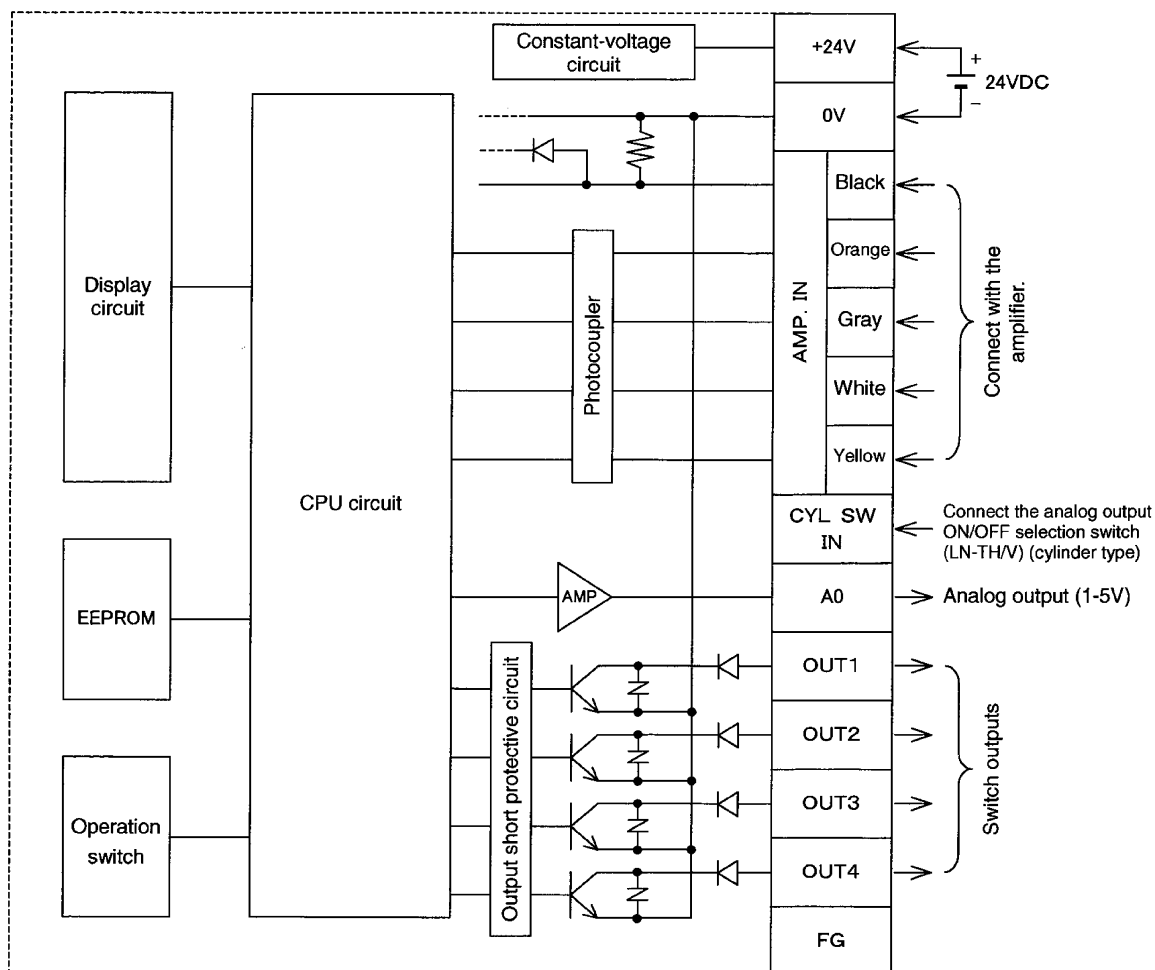 Constant-voltage
circuit
+24V
+
24VDC
−
0V
Display
circuit
CPU circuit
EEPROM
Operation
switch
Photocoupler
AMP. IN
Black
Orange
Gray
White
Yellow
Connect with the
amplifier.
CYL SW
IN
Connect the analog output
ON/OFF selection switch
(LN-TH/V) (cylinder type)
AMP
A0
Analog output (1-5V)
Output short protective circuit
OUT1
OUT2
OUT3
OUT4
Switch outputs
FG